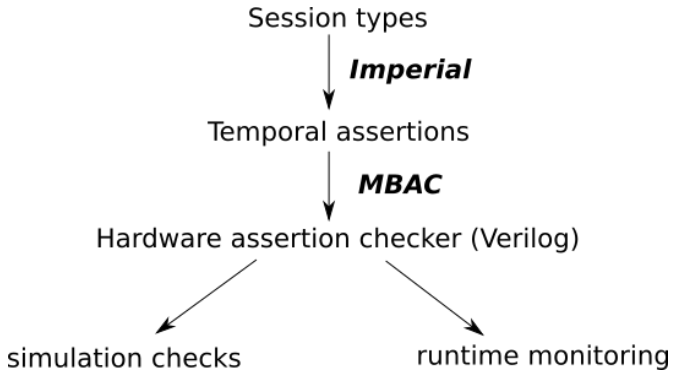 Session types
Imperial
Temporal assertions
MBAC
Hardware assertion checker (Verilog)
simulation checks
runtime monitoring